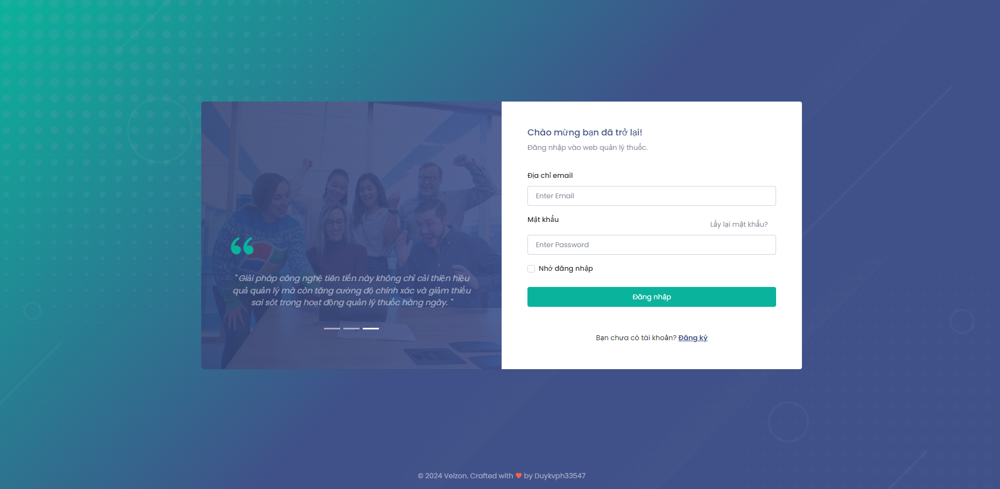 " Giải pháp công nghệ tiên tiến này không chỉ cải thiện hiệu
quả quản lý mà còn tăng cường độ chính xác và giảm thiểu
sai sót trong hoạt động quản lý thuốc hàng ngày. "
Chào mừng bạn đã trở lại!
Đăng nhập vào web quản lý thuốc.
Địa chỉ email
Enter Email
Mật khẩu
Lấy lại mật khẩu?
Enter Password
Nhớ đăng nhập
Đăng nhập
Bạn chưa có tài khoản? Đăng ký
© 2024 Velzon. Crafted with ❤ by Duykvph33547